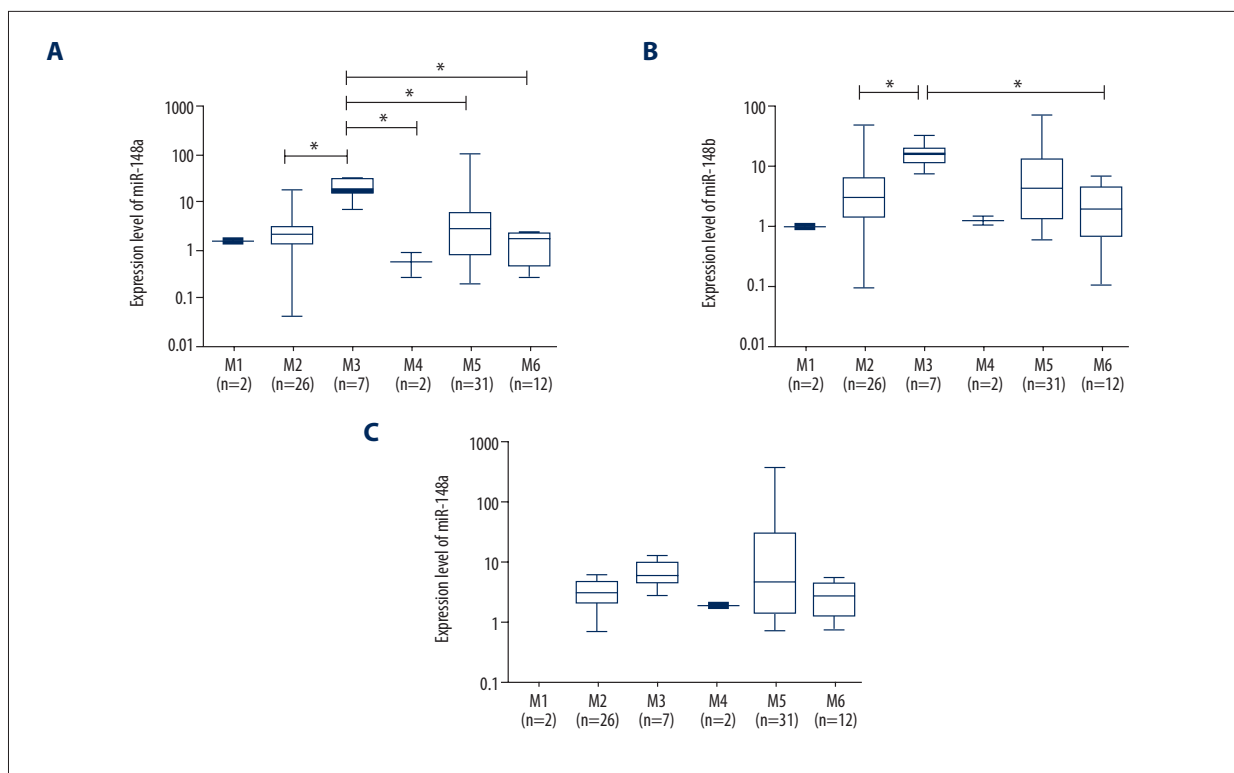 A
Expression level of miR-148a
1000
100
10
1
0.1
0.01
* * * *
M1 M2 M3 M4 M5 M6
(n=2) (n=26) (n=7) (n=2) (n=31) (n=12)
B
Expression level of miR-148b
100
10
1
0.1
0.01
* *
M1 M2 M3 M4 M5 M6
(n=2) (n=26) (n=7) (n=2) (n=31) (n=12)
C
Expression level of miR-148a
1000
100
10
1
0.1
M1 M2 M3 M4 M5 M6
(n=2) (n=26) (n=7) (n=2) (n=31) (n=12)